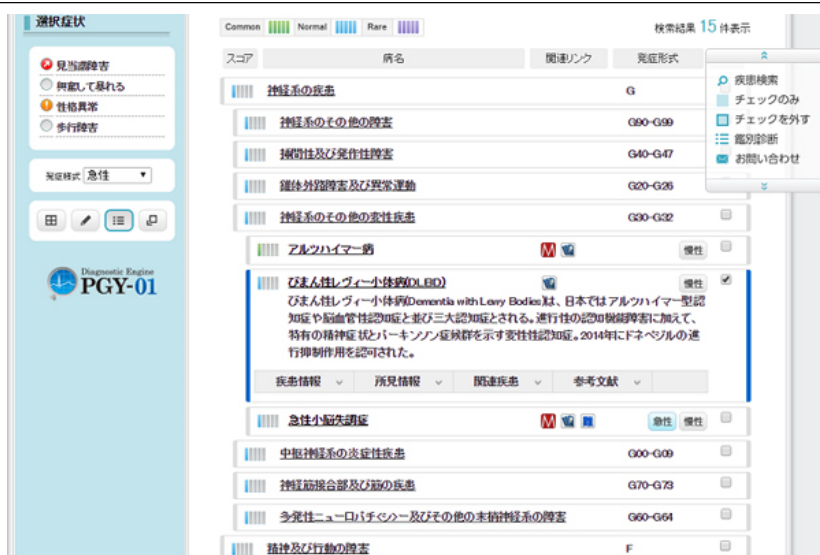 選択症状
見当識障害
興奮して暴れる
性格異常
歩行障害
発症様式 急性
Diagnostic Engine
PGY-01
Common Normal Rare
検索結果 15 件表示
スコア 病名 関連リンク 発症形式
神経系の疾患 G
神経系のその他の障害 G90-G99
挿間性及び発作性障害 G40-G47
錐体外路障害及び異常運動 G20-G26
神経系のその他の変性疾患 G30-G32
アルツハイマー病 M 慢性
びまん性レヴィー小体病(DLBD) 慢性
びまん性レヴィー小体病(Dementia with Lewy Bodies)は、日本ではアルツハイマー型認
知症や脳血管性認知症と並び三大認知症とされる。進行性の認知機能障害に加えて、
特有の精神症状とパーキンソン症候群を示す変性性認知症。2014年にドネペジルの進
行抑制作用を認可された。
疾患情報 所見情報 関連疾患 参考文献
急性小脳失調症 M 急性 慢性
中枢神経系の炎症性疾患 G00-G09
神経筋接合部及び筋の疾患 G70-G73
多発性ニューロパチ<シ>ー及びその他の末梢神経系の障害 G60-G64
精神及び行動の障害 F
疾患検索
チェックのみ
チェックを外す
鑑別診断
お問い合わせ